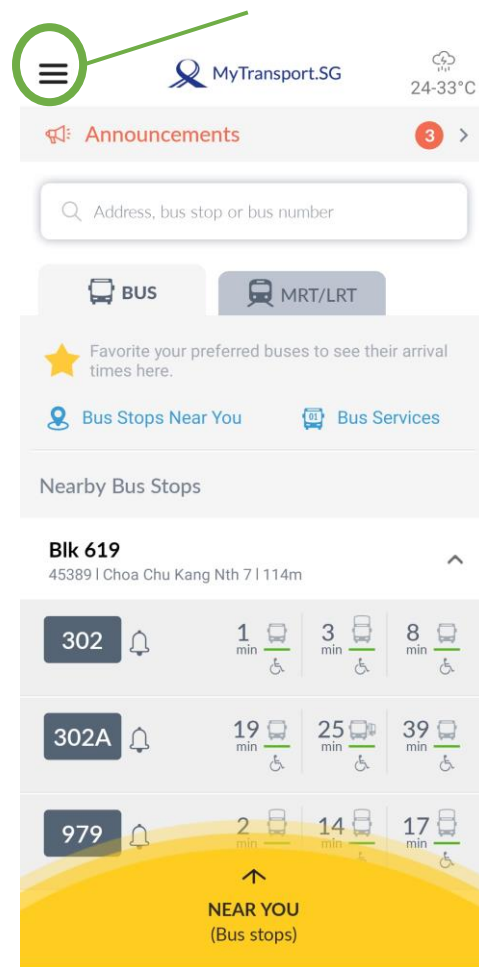 MyTransport.SG
24-33°C
Announcements 3
Address, bus stop or bus number
BUS MRT/LRT
Favorite your preferred buses to see their arrival
times here.
Bus Stops Near You 01 Bus Services
Nearby Bus Stops
Blk 619
45389 | Choa Chu Kang Nth 7 | 114m
302 1 min 3 min 8 min
302A 19 min 25 min 39 min
979 2 min 14 min 17 min
NEAR YOU
(Bus stops)